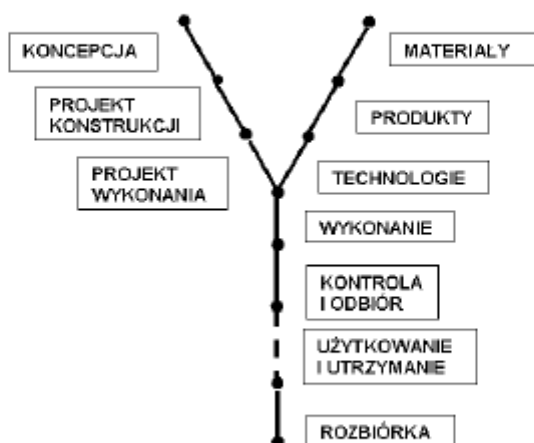 KONCEPCJA
MATERIAŁY
PROJEKT
KONSTRUKCJI
PRODUKTY
PROJEKT
WYKONANIA
TECHNOLOGIE
WYKONANIE
KONTROLA
I ODBIÓR
UŻYTKOWANIE
I UTRZYMANIE
ROZBIÓRKA